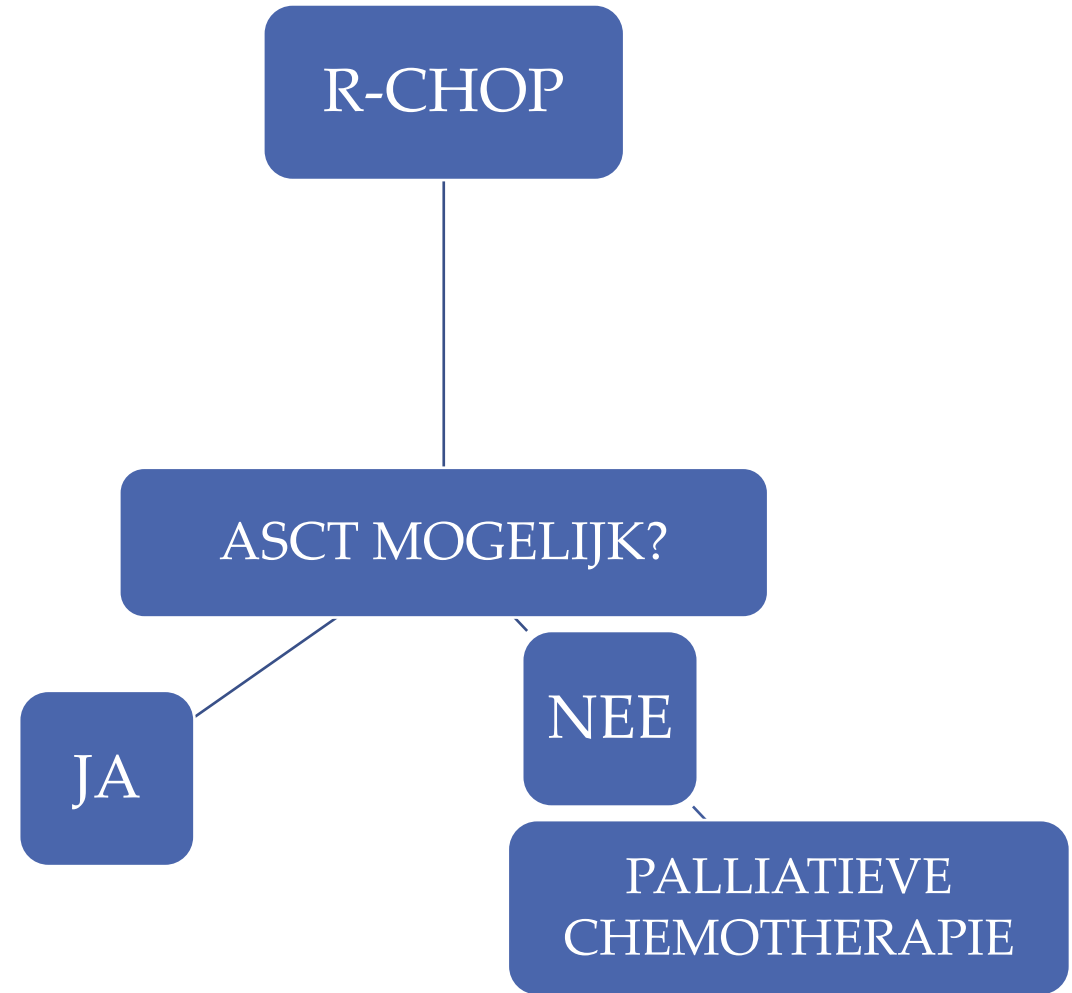 R-CHOP
ASCT MOGELIJK?
JA
NEE
PALLIATIEVE
CHEMOTHERAPIE